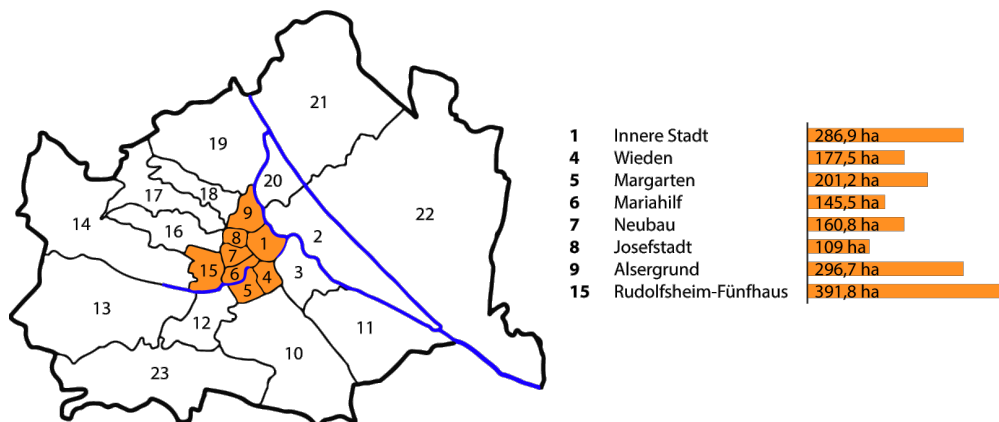 21
19
20
18
17
9
22
14
16
8
1
2
7
15
6
4
3
5
13
12
11
10
23
1 Innere Stadt 286,9 ha
4 Wieden 177,5 ha
5 Margarten 201,2 ha
6 Mariahilf 145,5 ha
7 Neubau 160,8 ha
8 Josefstadt 109 ha
9 Alsergrund 296,7 ha
15 Rudolfsheim-Fünfhaus 391,8 ha